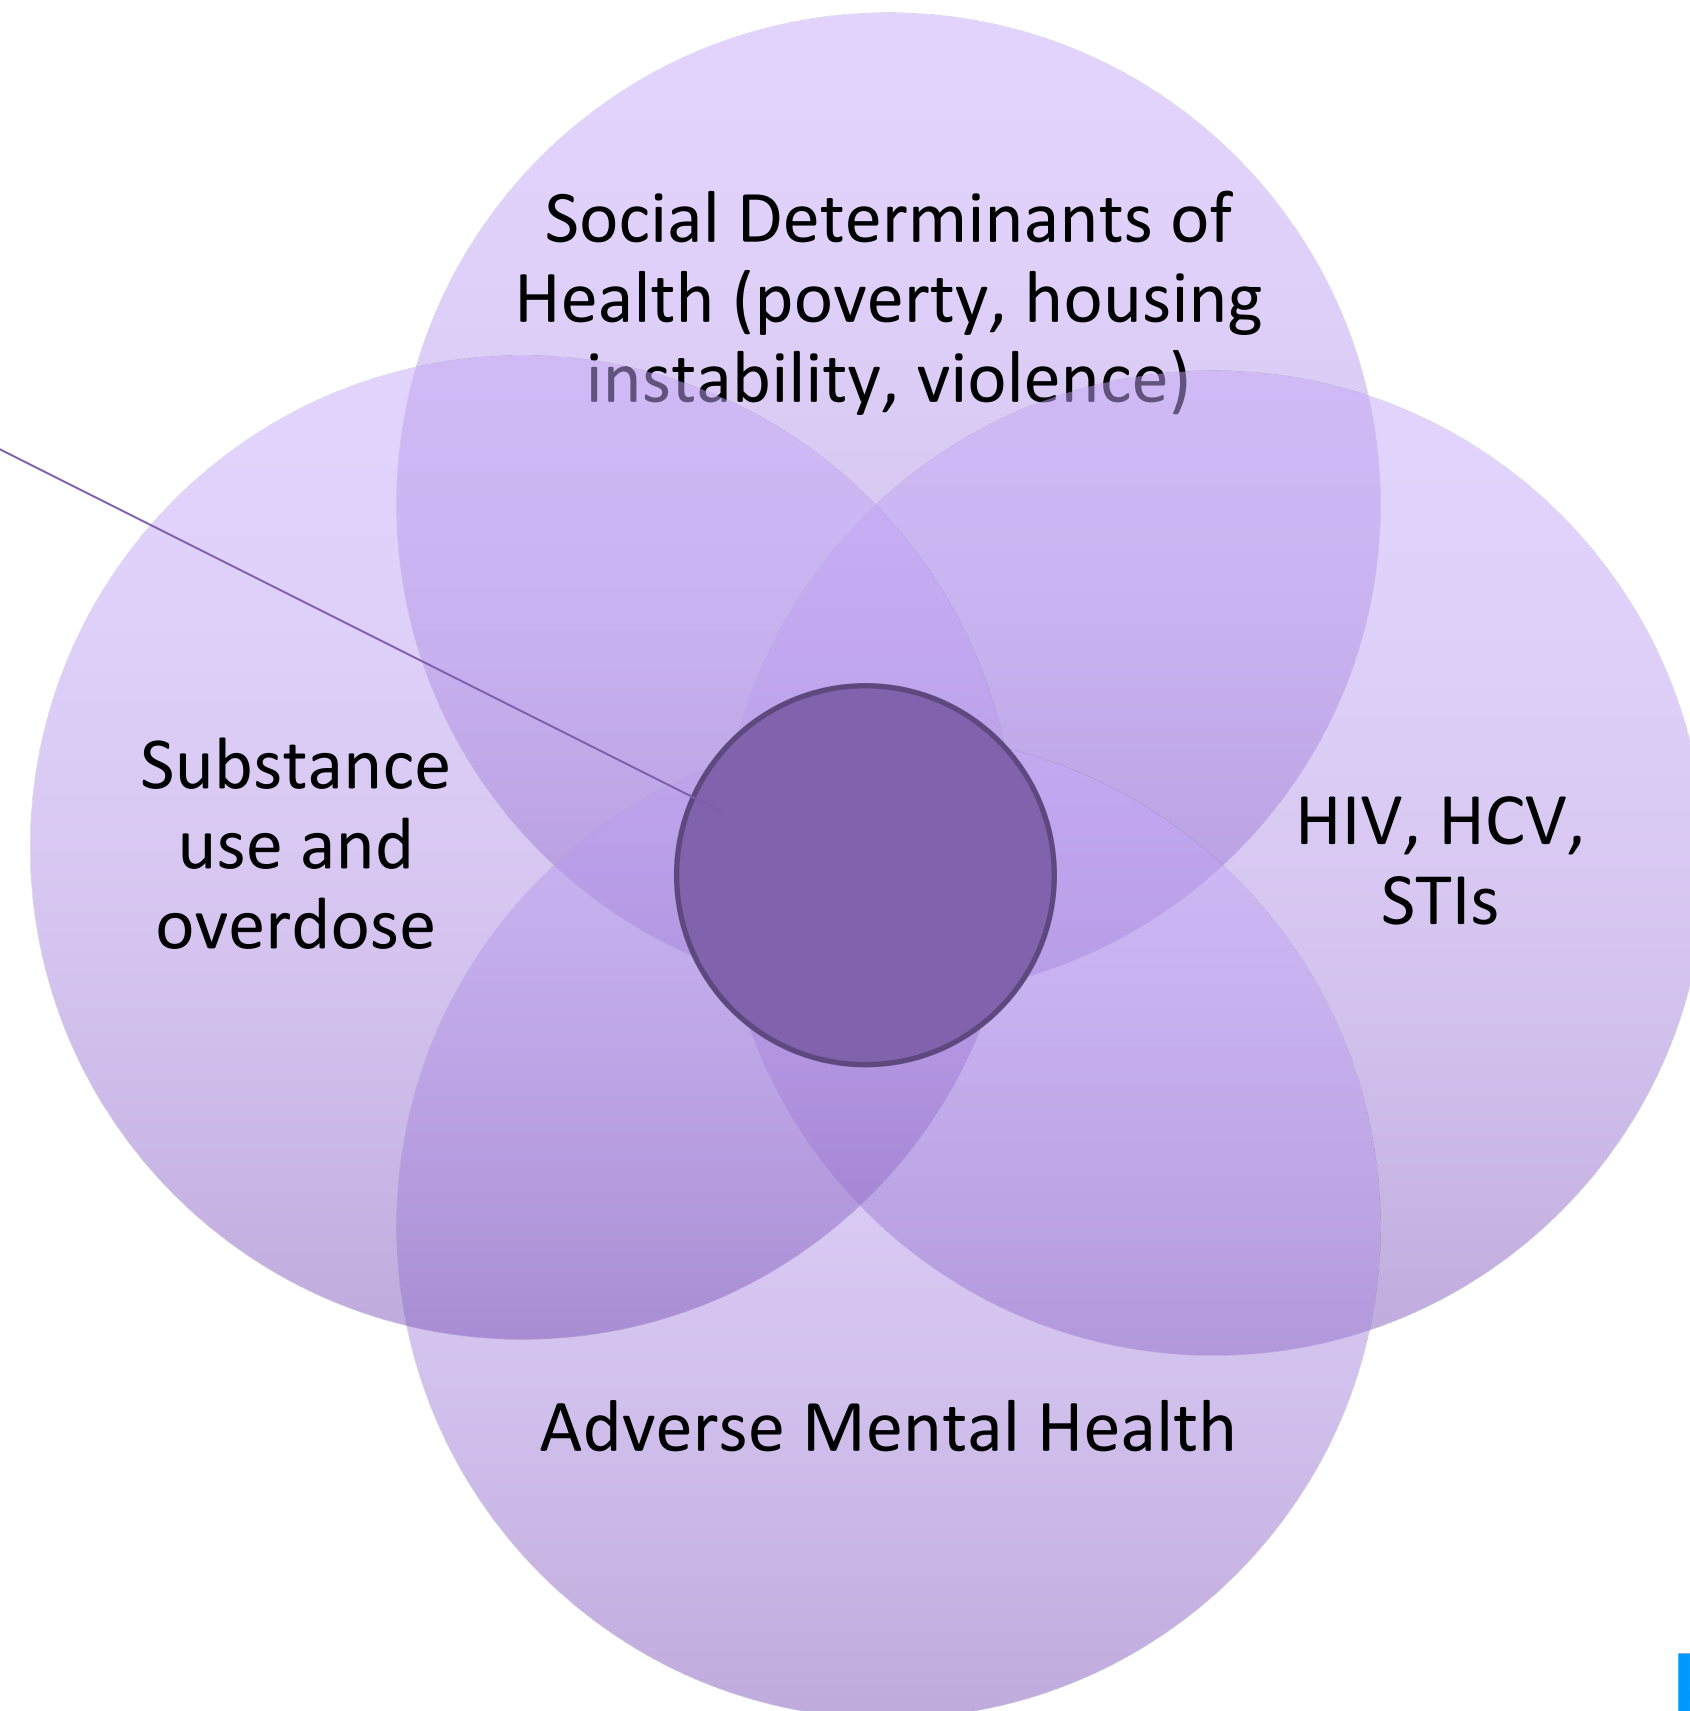 Social Determinants of
Health (poverty, housing
instability, violence)
Substance
use and
overdose
HIV, HCV,
STIs
Adverse Mental Health